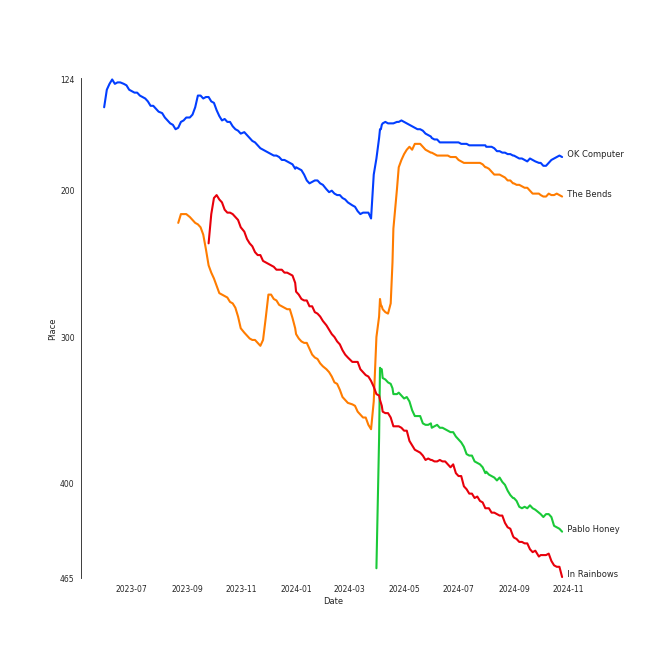 124
200
300
400
465
Place
2023-07
2023-09
2023-11
2024-01
2024-03
2024-05
2024-07
2024-09
2024-11
Date
OK Computer
The Bends
Pablo Honey
In Rainbows